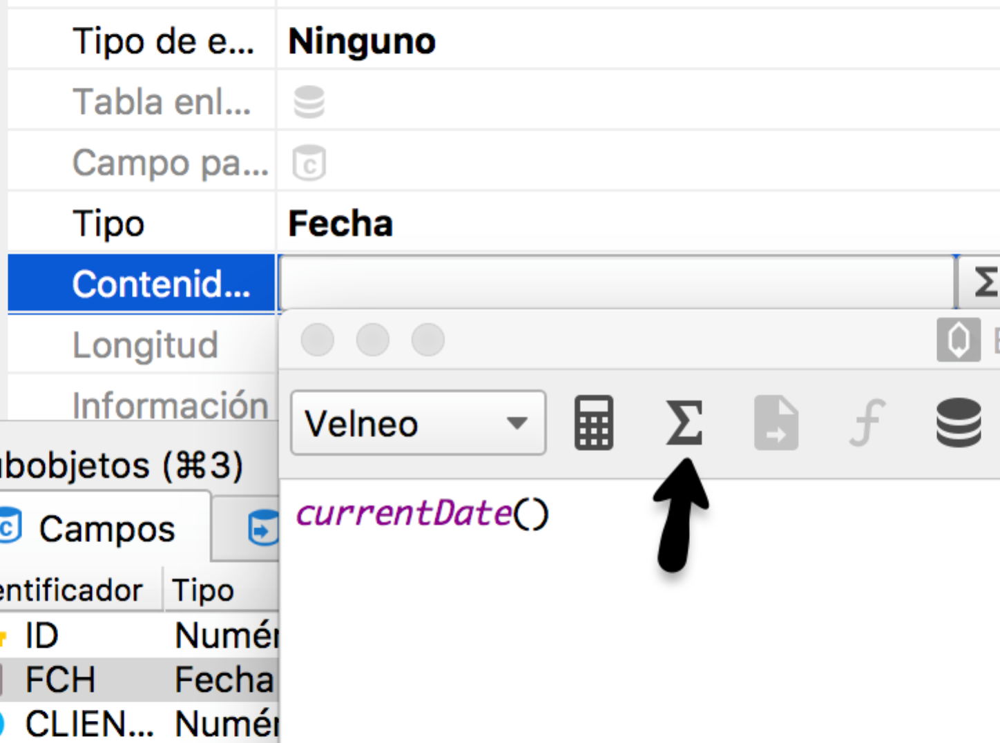 Tipo de e... Ninguno
Tabla enl...
Campo pa...
Tipo Fecha
Contenid... Σ
Longitud
Información
Velneo Σ f
currentDate()
bobjetos (⌘3)
Campos
entificador Tipo
ID Numér
FCH Fecha
CLIEN... Numér